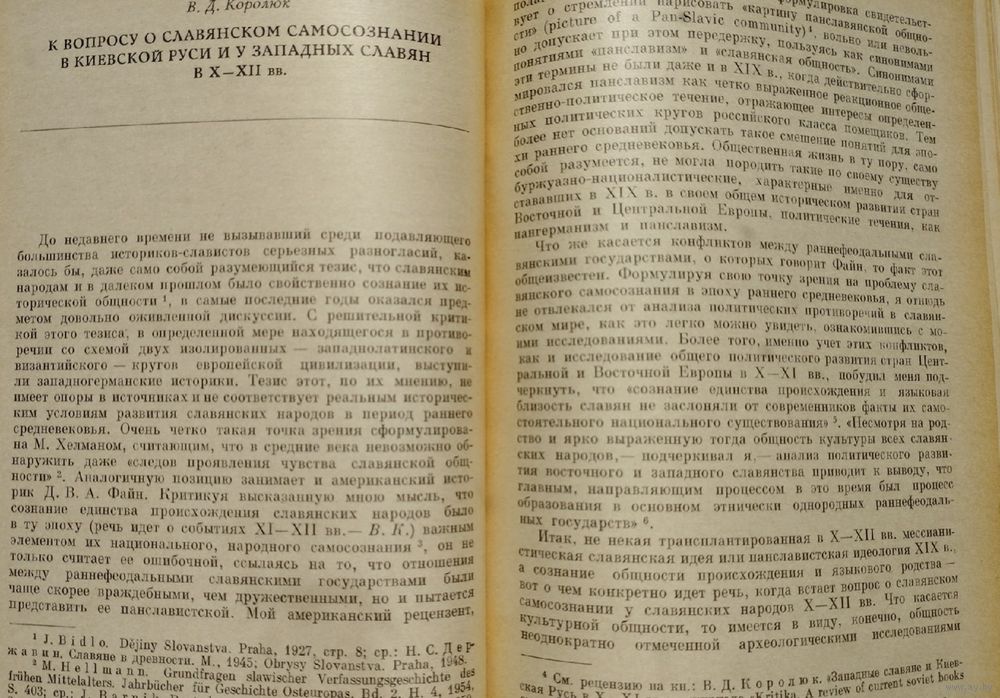 В. Д. Королюк
К ВОПРОСУ О СЛАВЯНСКОМ САМОСОЗНАНИИ
В КИЕВСКОЙ РУСИ И У ЗАПАДНЫХ СЛАВЯН
В X—XII вв.
До недавнего времени не вызывавший среди подавляющего
большинства историков-славистов серьезных разногласий, ка-
залось бы, даже само собой разумеющийся тезис, что славянским
народам и в далеком прошлом было свойственно сознание их ис-
торической общности ¹, в самые последние годы оказался пред-
метом довольно оживленной дискуссии. С решительной крити-
кой этого тезиса, в определенной мере находящегося в противо-
речии со схемой двух изолированных — западнолатинского и
византийского — кругов европейской цивилизации, выступи-
ли западногерманские историки. Тезис этот, по их мнению, не
имеет опоры в источниках и не соответствует реальным историчес-
ким условиям развития славянских народов в период раннего
средневековья. Очень четко такая точка зрения сформулирова-
на М. Хелманом, считающим, что в средние века невозможно об-
наружить даже «следов проявления чувства славянской общ-
ности» ². Аналогичную позицию занимает и американский исто-
рик Д. В. А. Файн. Критикуя высказанную мною мысль, что
сознание единства происхождения славянских народов было
в ту эпоху (речь идет о событиях XI—XII вв.— В. К.) важным
элементом их национального, народного самосознания ³, он не
только считает ее ошибочной, ссылаясь на то, что отношения
между раннефеодальными славянскими государствами были
чаще скорее враждебными, чем дружественными, но и пытается
представить ее панславистской. Мой американский рецензент,
¹ J. Bidlo. Dějiny Slovanstva. Praha, 1927, стр. 8; ср.: Н. С. Дер-
жавин. Славяне в древности. М., 1945; Obrysy Slovanstva. Praha, 1948.
² M. Hellmann. Grundfragen slawischer Verfassungsgeschichte des
frühen Mittelalters. Jahrbücher für Geschichte Osteuropas, Bd. 2, H. 4, 1954,
S. 403; ср.:
формулировка свидетельст-
вует о стремлении нарисовать «картину панславянской общно-
сти» (picture of a Pan-Slavic community) ⁴, вольно или неволь-
но допускает при этом передержку, пользуясь как синонимами
понятиями «панславизм» и «славянская общность». Синонимами
эти термины не были даже и в XIX в., когда действительно сфор-
мировался панславизм как четко выраженное реакционное обще-
ственно-политическое течение, отражающее интересы определен-
ных политических кругов российского класса помещиков. Тем
более нет оснований допускать такое смешение понятий для эпо-
хи раннего средневековья. Общественная жизнь в ту пору, само
собой разумеется, не могла породить такие по своему существу
буржуазно-националистические, характерные именно для от-
стававших в XIX в. в своем общем историческом развитии стран
Восточной и Центральной Европы, политические течения, как
пангерманизм и панславизм.
Что же касается конфликтов между раннефеодальными сла-
вянскими государствами, о которых говорит Файн, то факт этот
общеизвестен. Формулируя свою точку зрения на проблему сла-
вянского самосознания в эпоху раннего средневековья, я отнюдь
не отвлекался от анализа политических противоречий в славян-
ском мире, как это легко можно увидеть, ознакомившись с мо-
ими исследованиями. Более того, именно учет этих конфликтов,
как и исследование общего политического развития стран Цент-
ральной и Восточной Европы в X—XI вв., побудил меня под-
черкнуть, что «сознание единства происхождения и языковая
близость славян не заслоняли от современников факты их само-
стоятельного национального существования» ⁵. «Несмотря на род-
ство и ярко выраженную тогда общность культуры всех славян-
ских народов,— подчеркивал я,— анализ политического разви-
тия восточного и западного славянства приводит к выводу, что
главным, направляющим процессом в это время был процесс
образования в основном этнически однородных раннефеодаль-
ных государств» ⁶.
Итак, не некая трансплантированная в X—XII вв. мессиани-
стическая славянская идея или панславистская идеология XIX в.,
а сознание общности происхождения и языкового родства —
вот о чем конкретно идет речь, когда встает вопрос о славянском
самосознании у славянских народов X—XII вв. Что касается
культурной общности, то имеется в виду, конечно, общность
неоднократно отмеченной археологическими исследованиями
⁴ См. рецензию на кн.: В. Д. Королюк. «Западные славяне и Киев-
ская Русь в X—XI «Kritika. A review of current soviet books